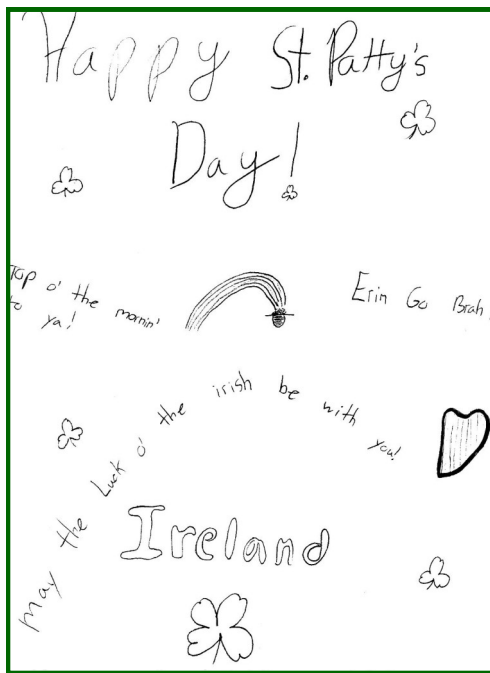 Happy St. Patty's
Day!
Top o' the mornin'
to ya!
Erin Go Brah!
May the Luck o' the irish be with you!
Ireland